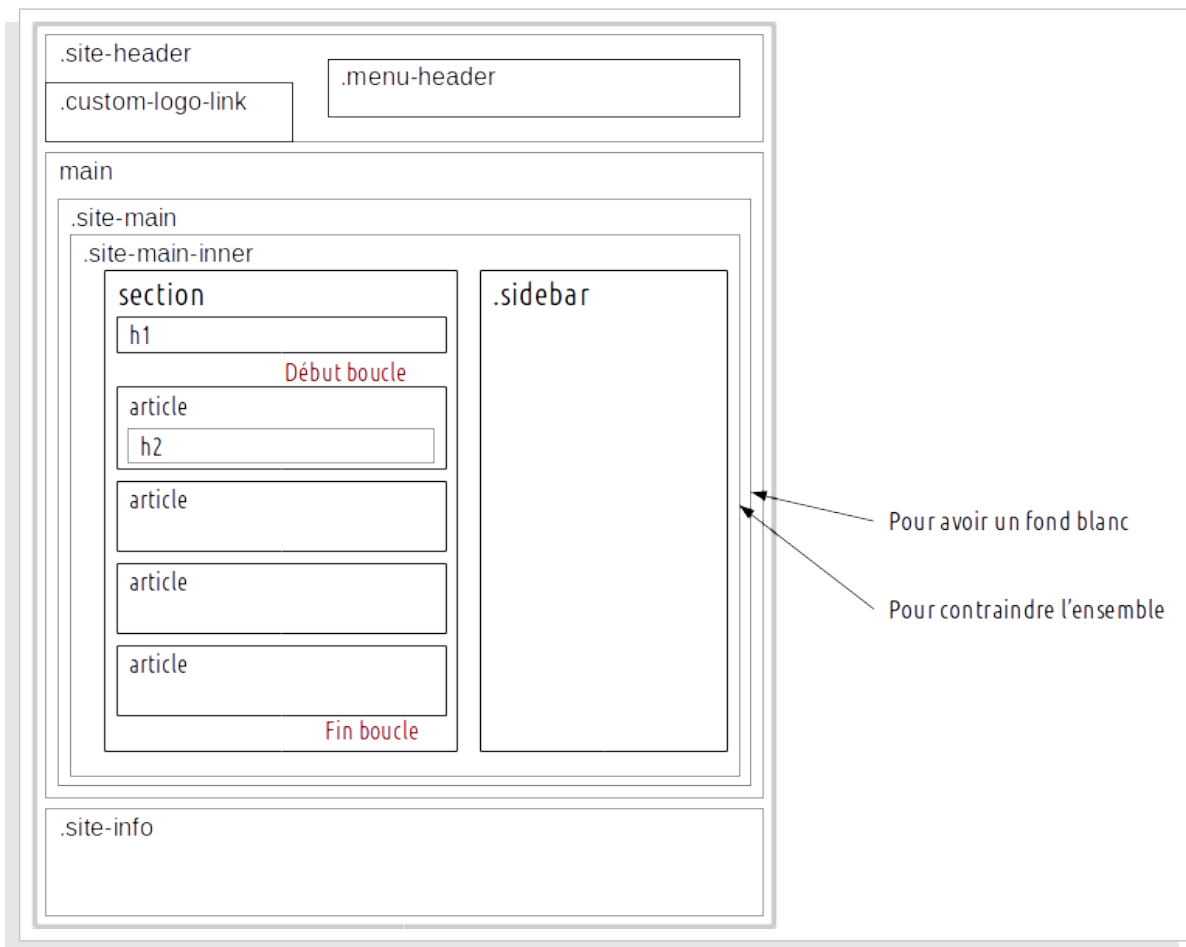 .site-header
.menu-header
.custom-logo-link
main
.site-main
.site-main-inner
section
.sidebar
h1
Début boucle
article
h2
article
Pour avoir un fond blanc
article
Pour contraindre l’ensemble
article
Fin boucle
.site-info